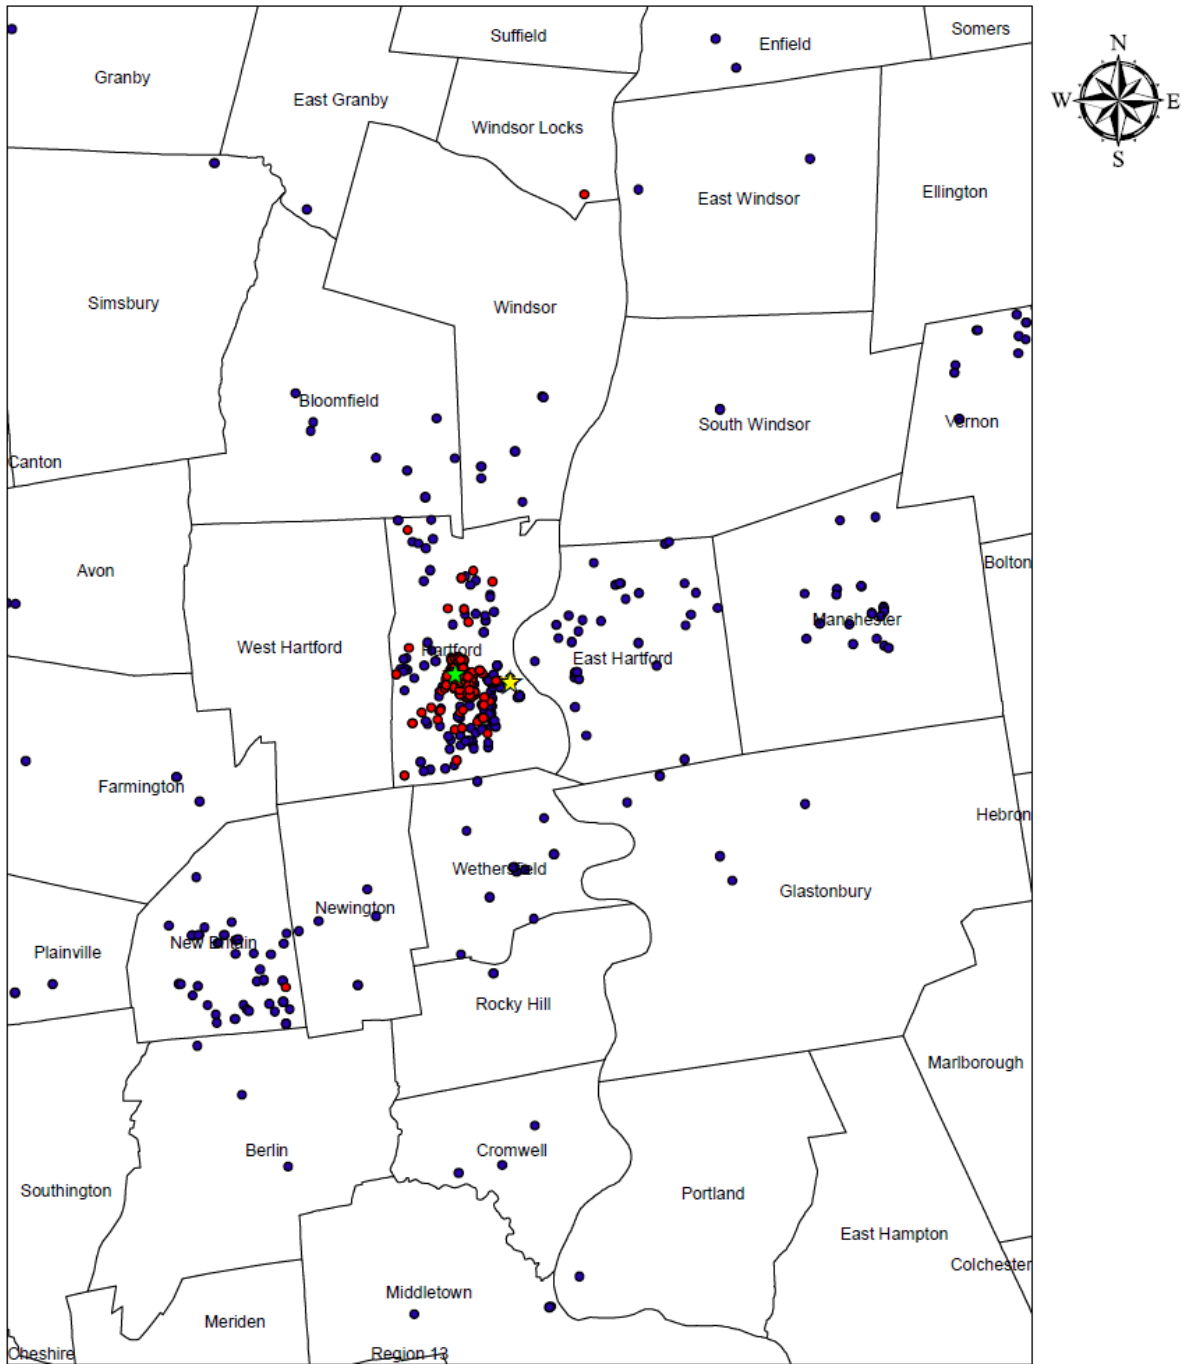 Suffield
Somers
Enfield
N
Granby
East Granby
W
E
Windsor Locks
S
East Windsor
Ellington
Simsbury
Windsor
Bloomfield
South Windsor
Vernon
Canton
Avon
Bolton
Manchester
West Hartford
Hartford
East Hartford
Farmington
Hebron
Wethersfield
Glastonbury
Newington
New Britain
Plainville
Rocky Hill
Marlborough
Berlin
Cromwell
Southington
Portland
East Hampton
Colchester
Middletown
Meriden
Cheshire
Region 13